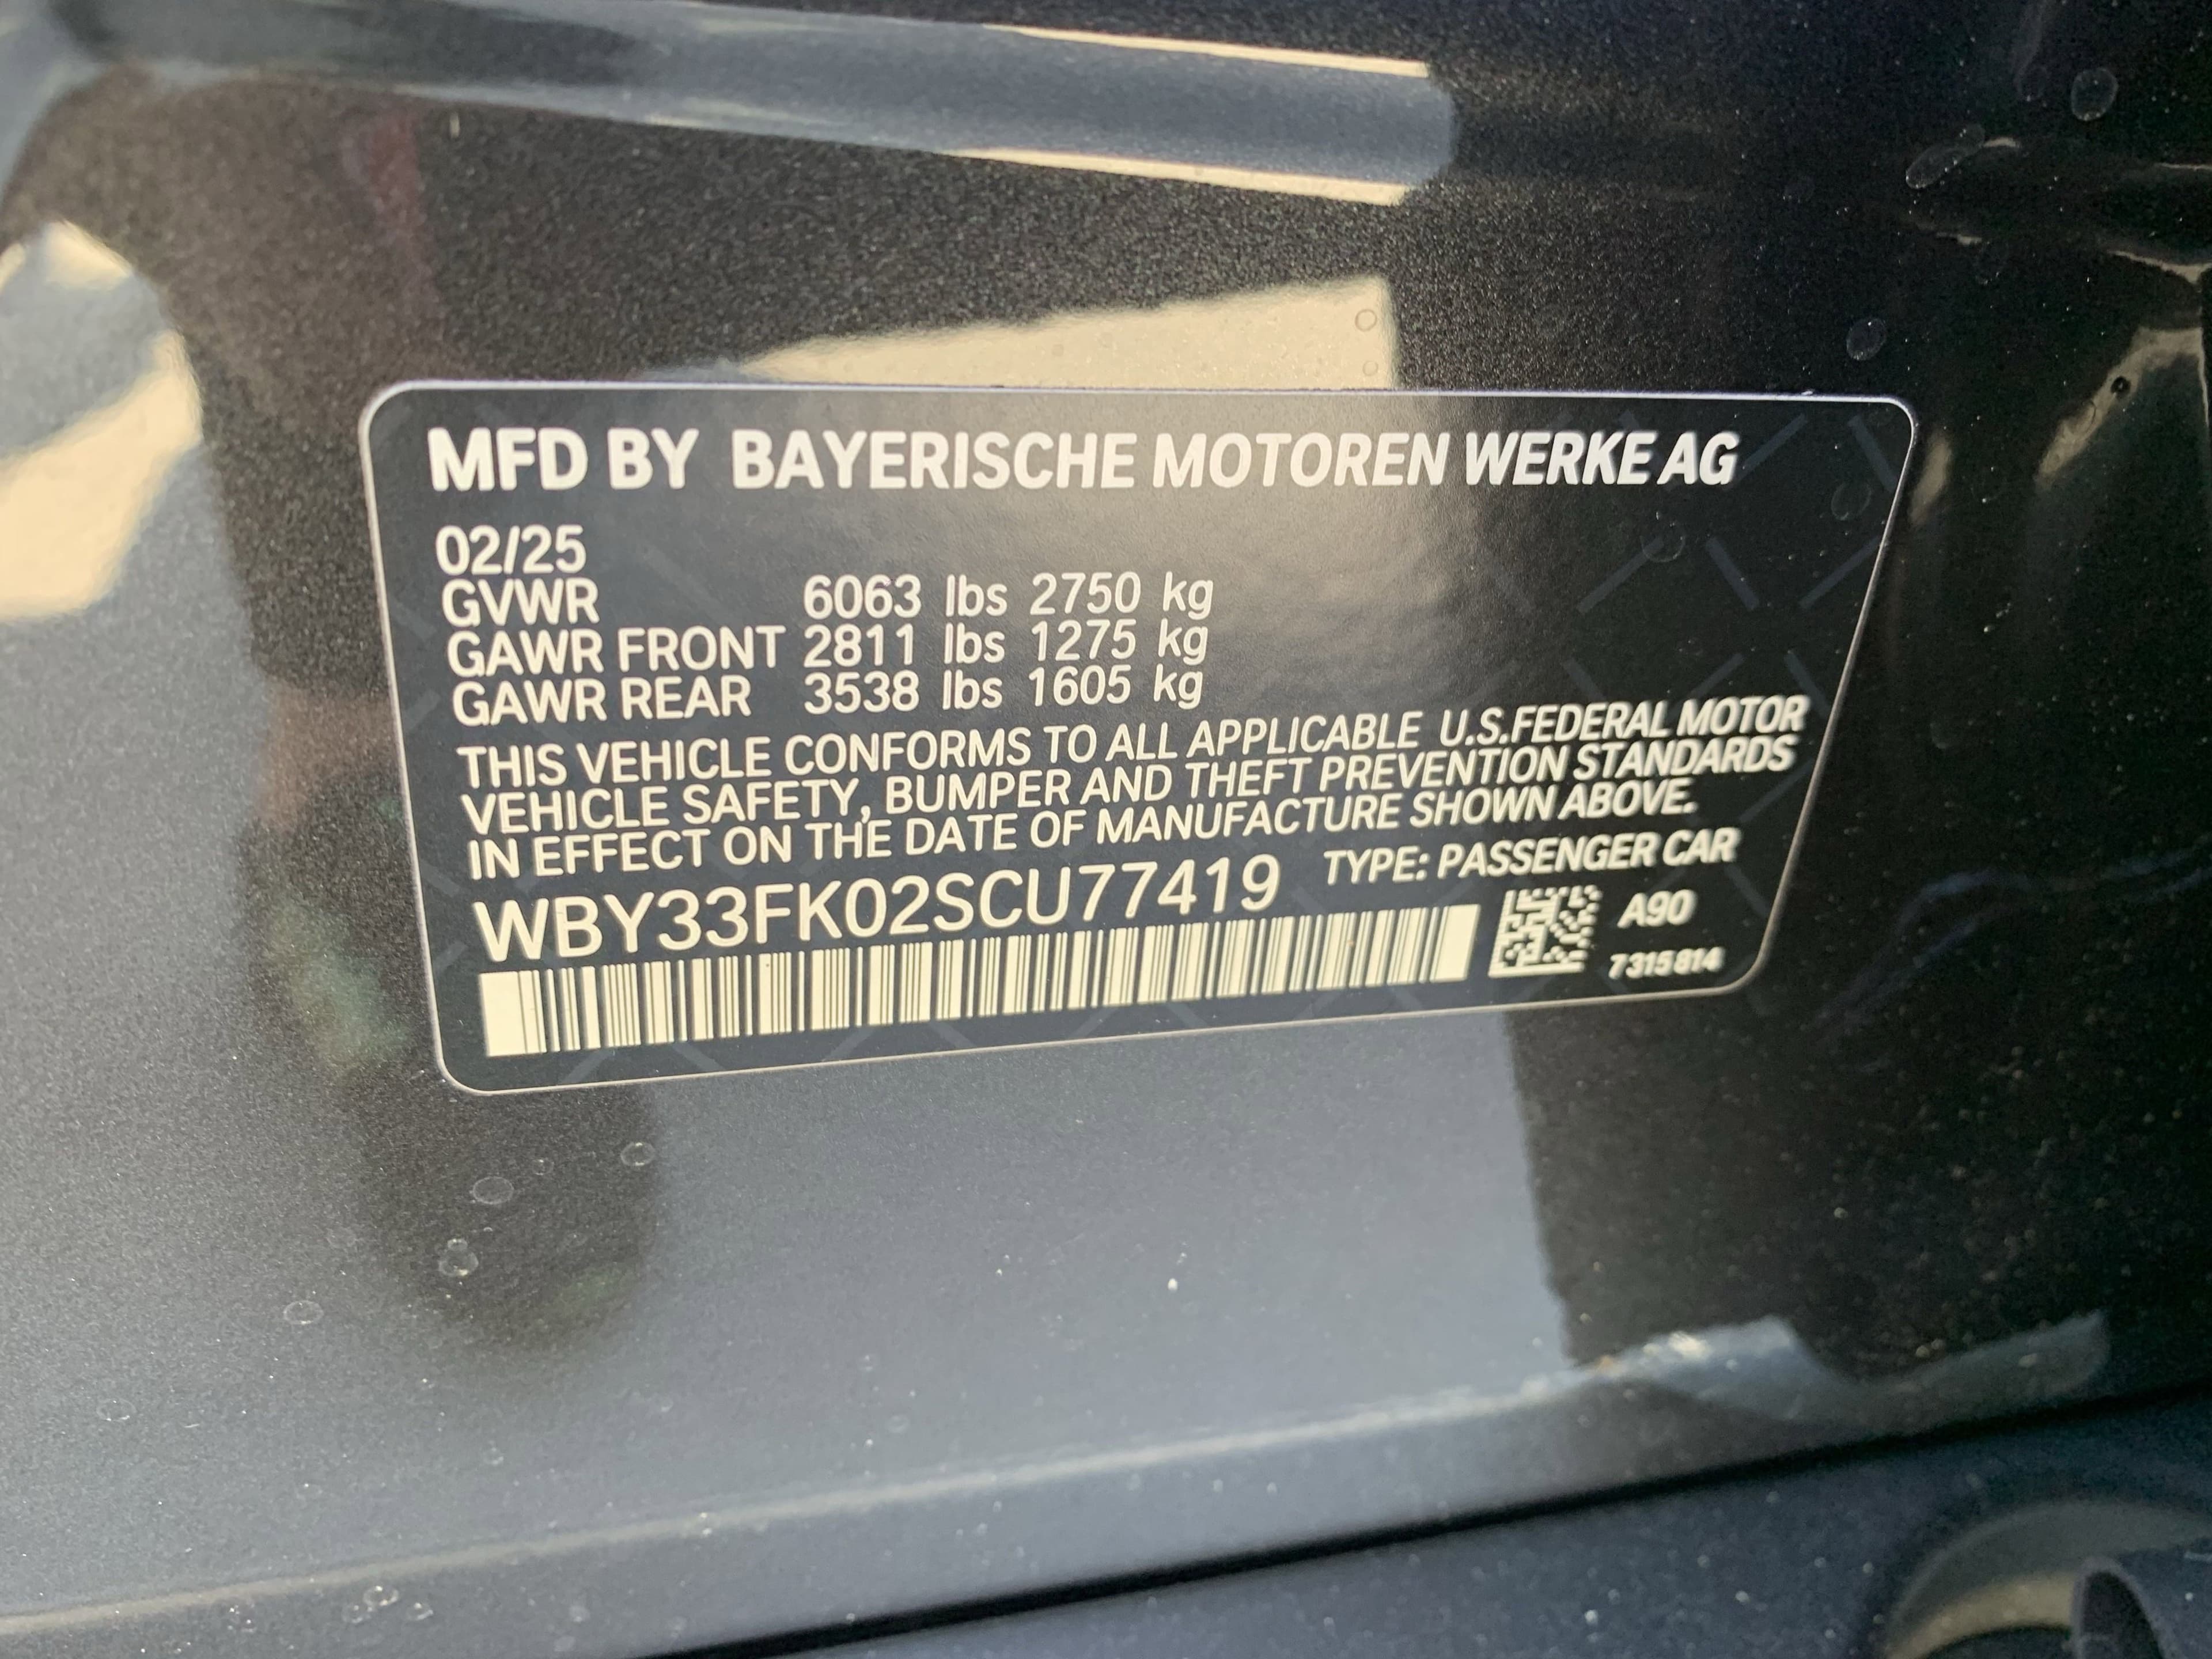 MFD BY BAYERISCHE MOTOREN WERKE AG
02/25
GVWR 6063 lbs 2750 kg
GAWR FRONT 2811 lbs 1275 kg
GAWR REAR 3538 lbs 1605 kg
THIS VEHICLE CONFORMS TO ALL APPLICABLE U.S.FEDERAL MOTOR
VEHICLE SAFETY, BUMPER AND THEFT PREVENTION STANDARDS
IN EFFECT ON THE DATE OF MANUFACTURE SHOWN ABOVE.
WBY33FK02SCU77419 TYPE: PASSENGER CAR
A90
7315814